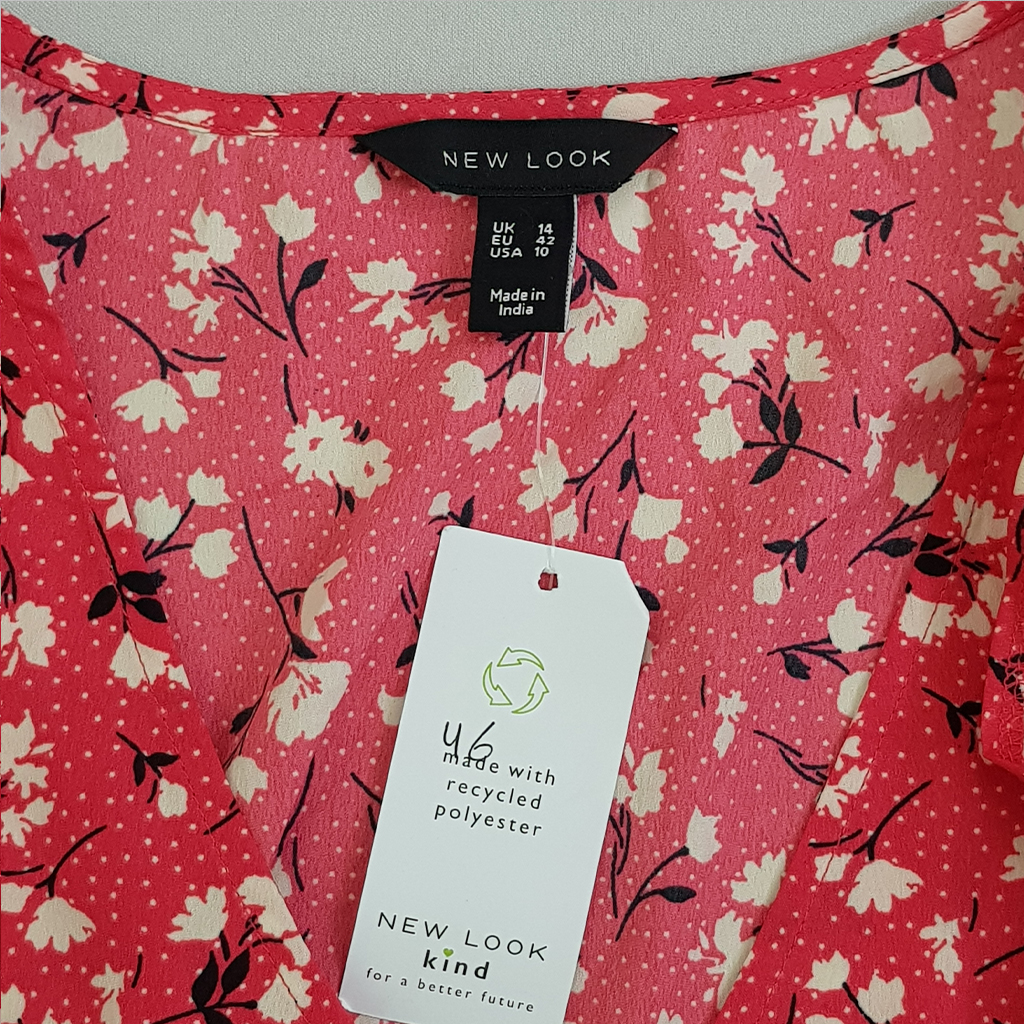 NEW LOOK
UK 14
EU 42
USA 10
Made in
India
46
made with
recycled
polyester
NEW LOOK
kind
for a better future